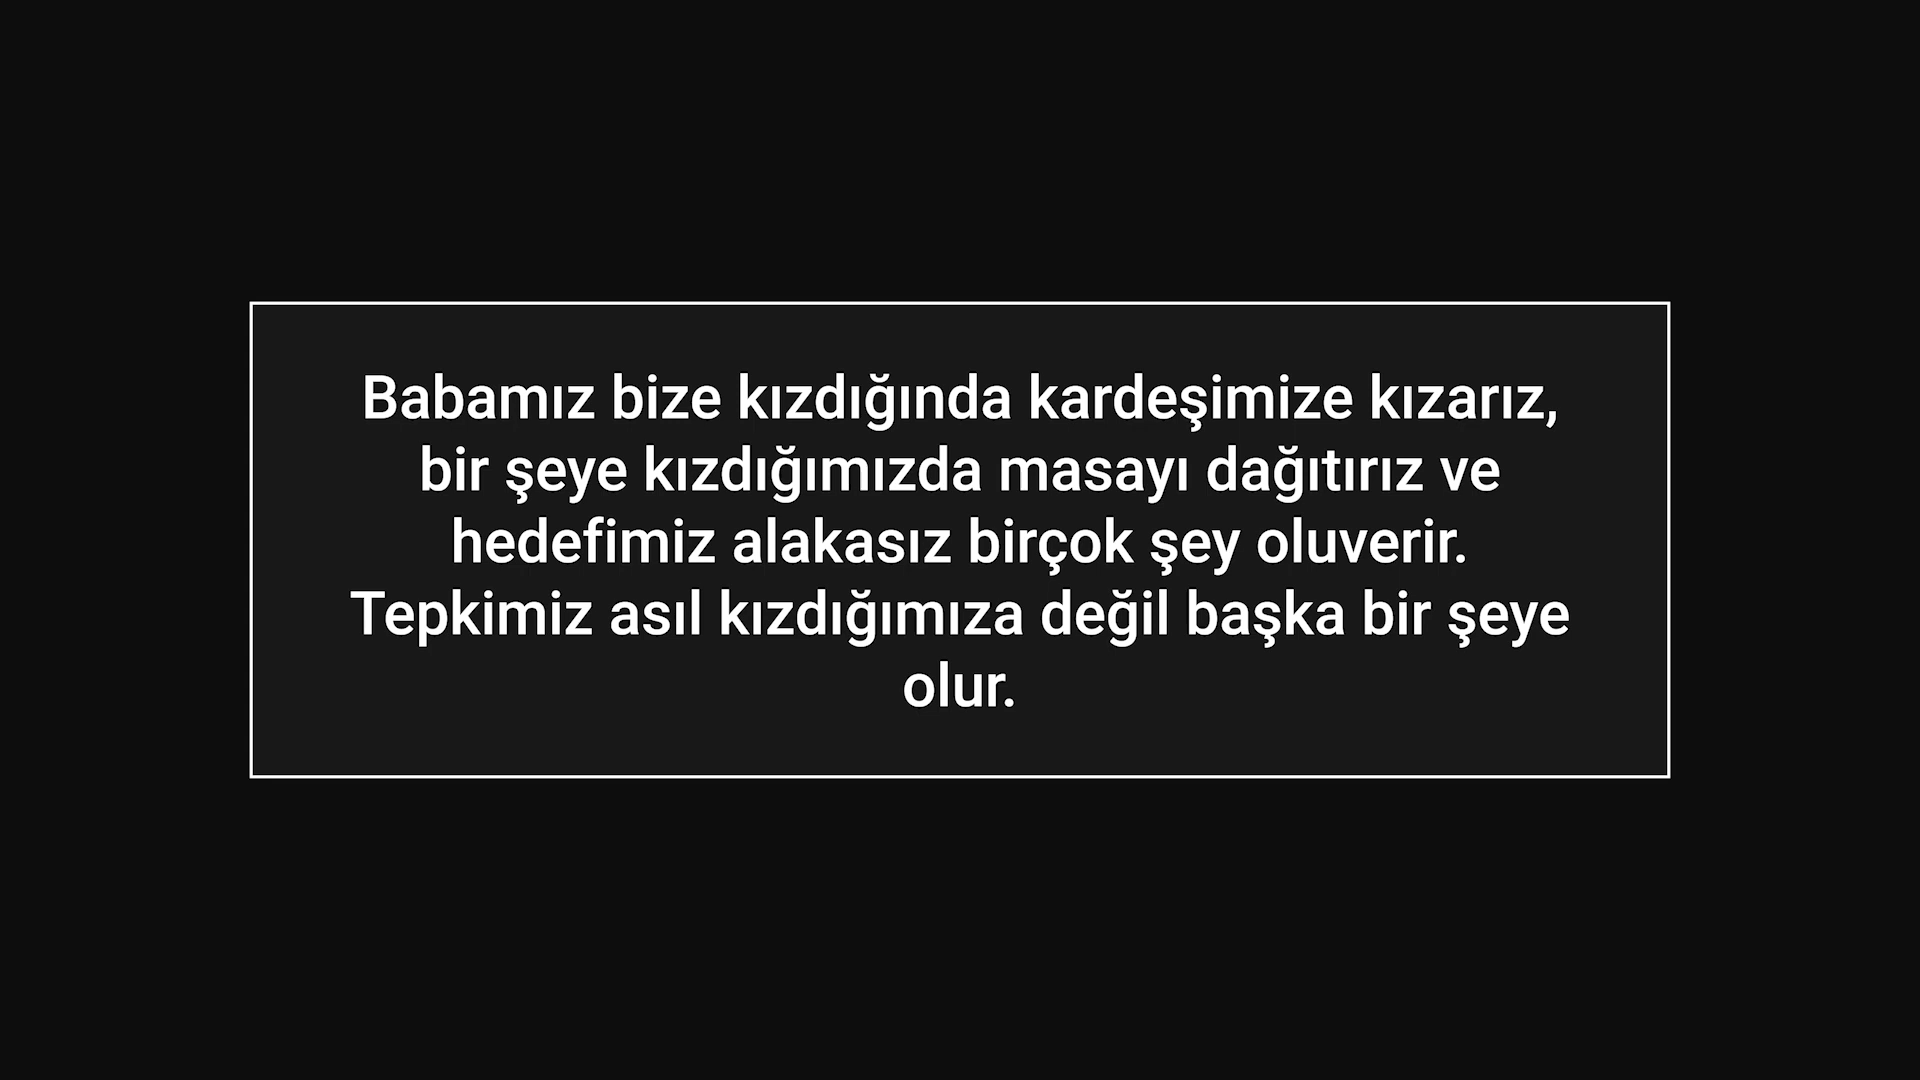 Babamız bize kızdığında kardeşimize kızarız,
bir şeye kızdığımızda masayı dağıtırız ve
hedefimiz alakasız birçok şey oluverir.
Tepkimiz asıl kızdığımıza değil başka bir şeye
olur.